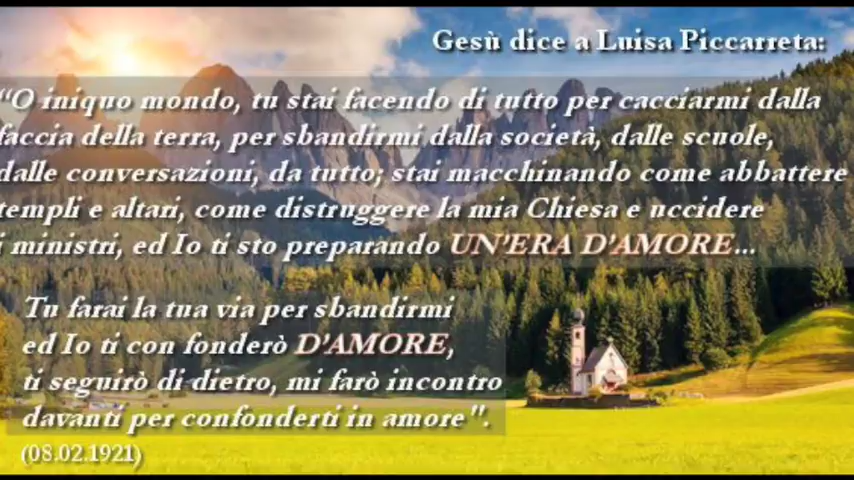 Gesù dice a Luisa Piccarreta:
“O iniquo mondo, tu stai facendo di tutto per cacciarmi dalla
faccia della terra, per sbandirmi dalla società, dalle scuole,
dalle conversazioni, da tutto; stai macchinando come abbattere
templi e altari, come distruggere la mia Chiesa e uccidere
i ministri, ed Io ti sto preparando UN'ERA D'AMORE...
Tu farai la tua via per sbandirmi
ed Io ti con fonderò D'AMORE,
ti seguirò di dietro, mi farò incontro
davanti per confonderti in amore".
(08.02.1921)